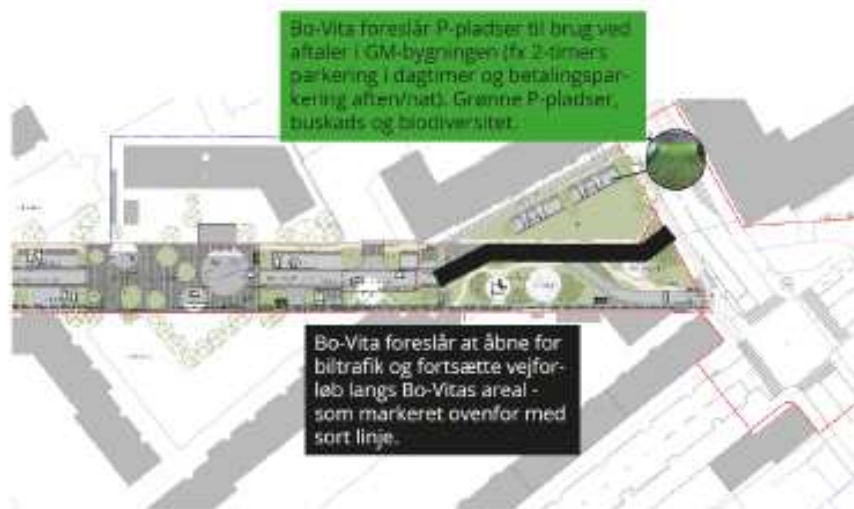 Bo-Vita foreslår P-pladser til brug ved
aftaler i GM-bygningen (fx 2-timers
parkering i dagtimer og betalingspar-
kering aften/nat). Grønne P-pladser,
buskads og biodiversitet.
Bo-Vita foreslår at åbne for
biltrafik og fortsætte vejfor-
løb langs Bo-Vitas areal -
som markeret ovenfor med
sort linje.